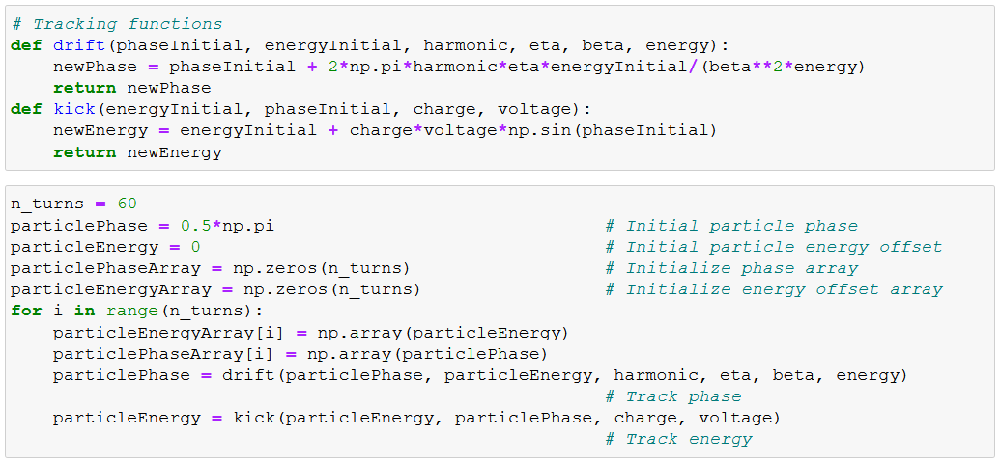 # Tracking functions
def drift(phaseInitial, energyInitial, harmonic, eta, beta, energy):
    newPhase = phaseInitial + 2*np.pi*harmonic*eta*energyInitial/(beta**2*energy)
    return newPhase
def kick(energyInitial, phaseInitial, charge, voltage):
    newEnergy = energyInitial + charge*voltage*np.sin(phaseInitial)
    return newEnergy
n_turns = 60
particlePhase = 0.5*np.pi # Initial particle phase
particleEnergy = 0 # Initial particle energy offset
particlePhaseArray = np.zeros(n_turns) # Initialize phase array
particleEnergyArray = np.zeros(n_turns) # Initialize energy offset array
for i in range(n_turns):
    particleEnergyArray[i] = np.array(particleEnergy)
    particlePhaseArray[i] = np.array(particlePhase)
    particlePhase = drift(particlePhase, particleEnergy, harmonic, eta, beta, energy)
# Track phase
    particleEnergy = kick(particleEnergy, particlePhase, charge, voltage)
# Track energy